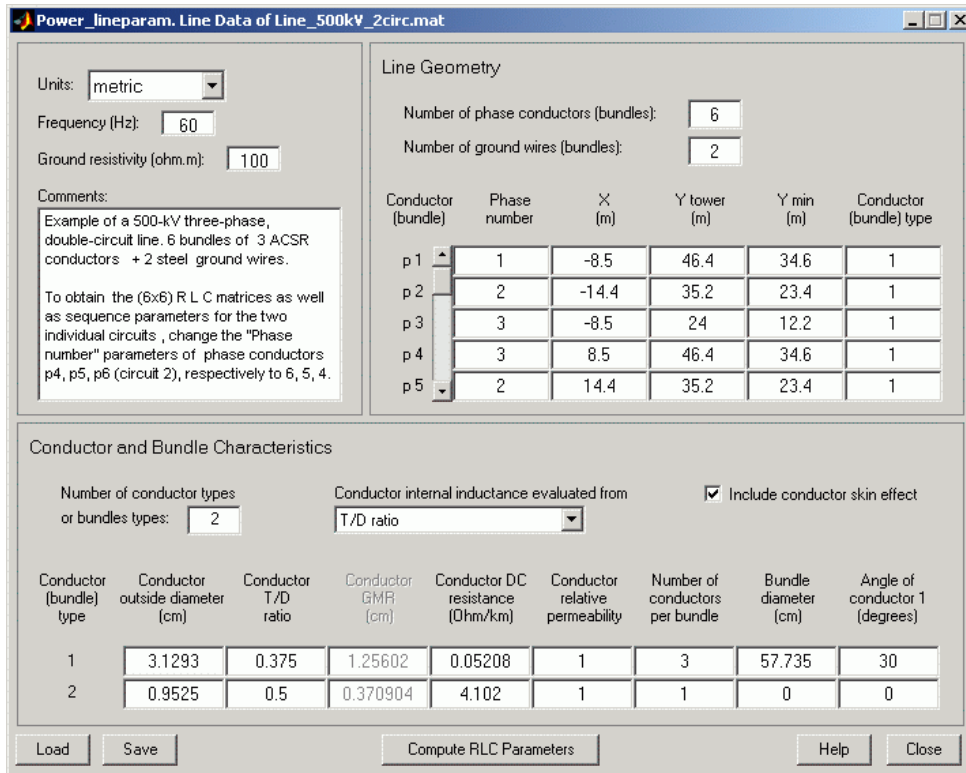 Power_lineparam. Line Data of Line_500kV_2circ.mat
Units: metric
Frequency (Hz): 60
Ground resistivity (ohm.m): 100
Comments:
Example of a 500-kV three-phase,
double-circuit line. 6 bundles of 3 ACSR
conductors + 2 steel ground wires.
To obtain the (6x6) R L C matrices as well
as sequence parameters for the two
individual circuits , change the "Phase
number" parameters of phase conductors
p4, p5, p6 (circuit 2), respectively to 6, 5, 4.
Line Geometry
Number of phase conductors (bundles): 6
Number of ground wires (bundles): 2
Conductor Phase X Y tower Y min Conductor
(bundle) number (m) (m) (m) (bundle) type
p 1 1 -8.5 46.4 34.6 1
p 2 2 -14.4 35.2 23.4 1
p 3 3 -8.5 24 12.2 1
p 4 3 8.5 46.4 34.6 1
p 5 2 14.4 35.2 23.4 1
Conductor and Bundle Characteristics
Number of conductor types
or bundles types: 2
Conductor internal inductance evaluated from
T/D ratio
Include conductor skin effect
Conductor Conductor Conductor Conductor Conductor DC Conductor Number of Bundle Angle of
(bundle) outside diameter T/D GMR resistance relative conductors diameter conductor 1
type (cm) ratio (cm) (Ohm/km) permeability per bundle (cm) (degrees)
1 3.1293 0.375 1.25602 0.05208 1 3 57.735 30
2 0.9525 0.5 0.370904 4.102 1 1 0 0
Load Save Compute RLC Parameters Help Close